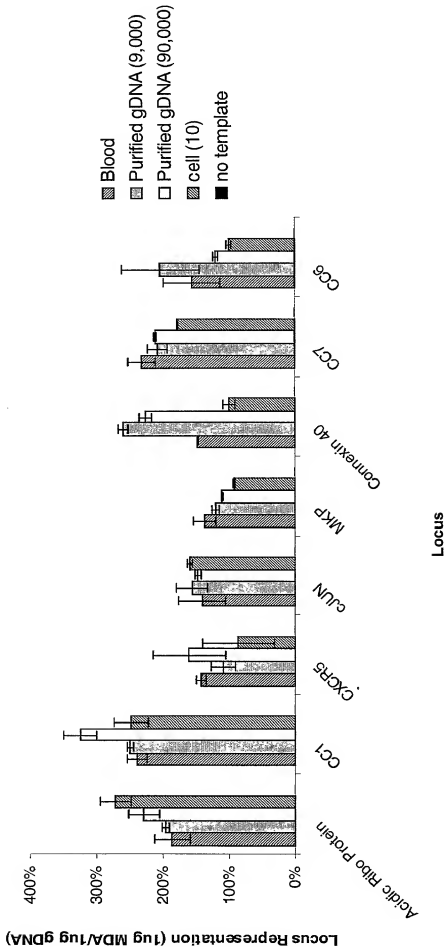 Blood
Purified gDNA (9,000)
Purified gDNA (90,000)
cell (10)
no template
Locus Representation (1ug MDA/1ug gDNA)
400%
300%
200%
100%
0%
Acidic Ribo Protein
CC1
CXCR5
cJUN
MKP
Connexin 40
CC7
CC6
Locus